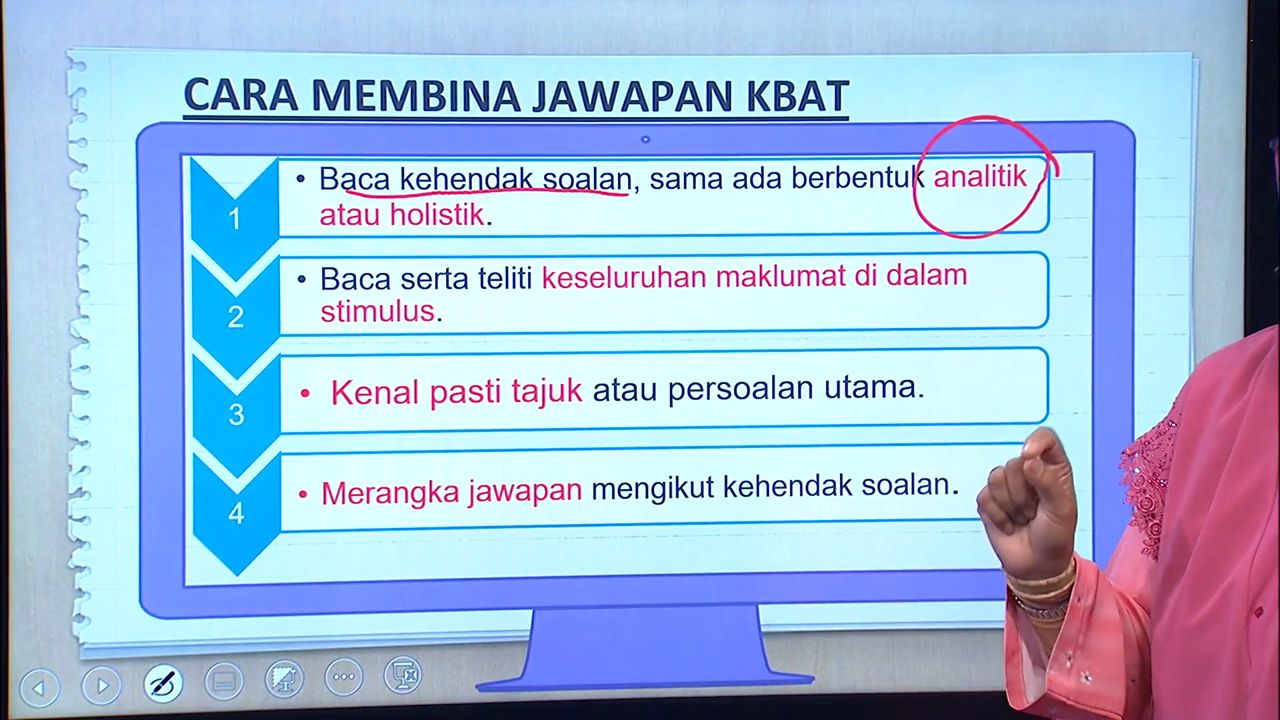 CARA MEMBINA JAWAPAN KBAT
1
• Baca kehendak soalan, sama ada berbentuk analitik
atau holistik.
2
• Baca serta teliti keseluruhan maklumat di dalam
stimulus.
3
• Kenal pasti tajuk atau persoalan utama.
4
• Merangka jawapan mengikut kehendak soalan.